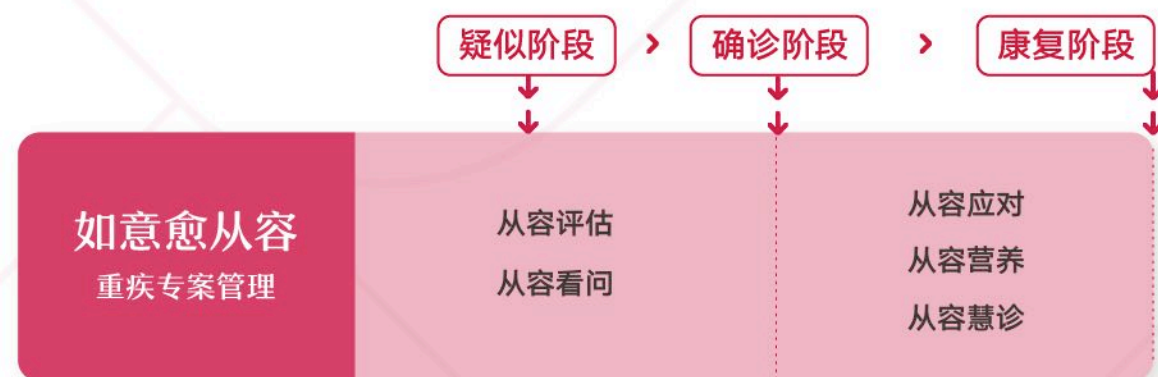 疑似阶段 > 确诊阶段 > 康复阶段
如意愈从容
重疾专案管理
从容评估
从容看问
从容应对
从容营养
从容慧诊